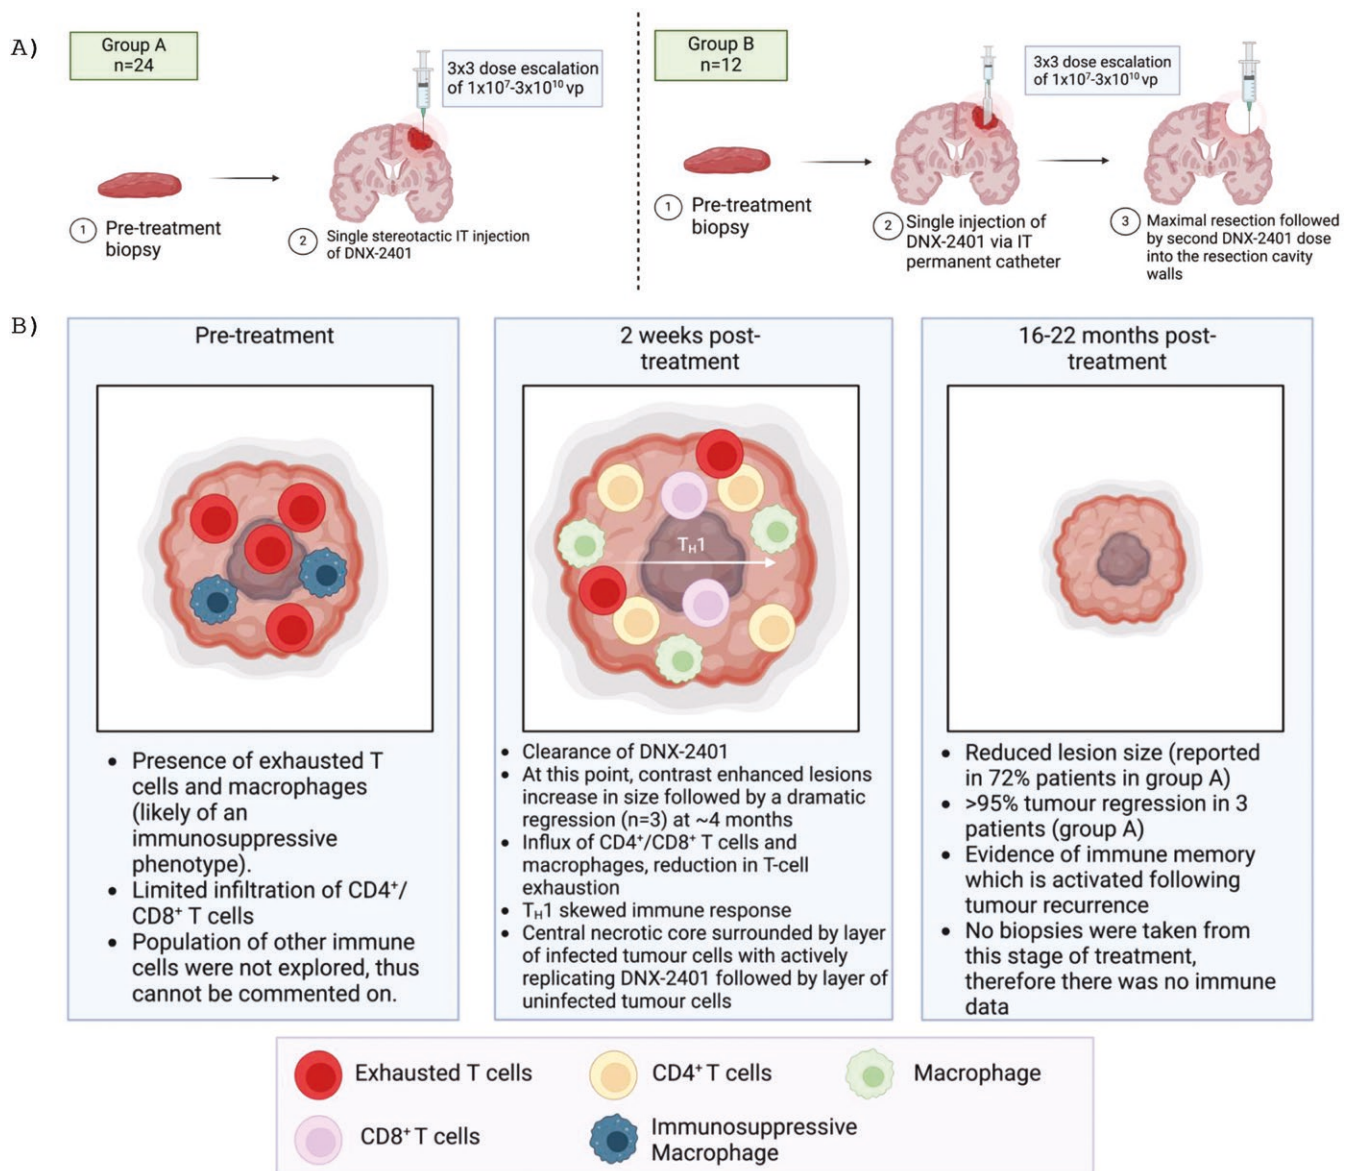 A)
Group A
n=24
3x3 dose escalation
of 1x10⁷-3x10¹⁰ vp
1 Pre-treatment
biopsy
2 Single stereotactic IT injection
of DNX-2401
Group B
n=12
3x3 dose escalation
of 1x10⁷-3x10¹⁰ vp
1 Pre-treatment
biopsy
2 Single injection of
DNX-2401 via IT
permanent catheter
3 Maximal resection followed
by second DNX-2401 dose
into the resection cavity
walls
B)
Pre-treatment
• Presence of exhausted T
cells and macrophages
(likely of an
immunosuppressive
phenotype).
• Limited infiltration of CD4⁺/
CD8⁺ T cells
• Population of other immune
cells were not explored, thus
cannot be commented on.
2 weeks post-
treatment
TH1
• Clearance of DNX-2401
• At this point, contrast enhanced lesions
increase in size followed by a dramatic
regression (n=3) at ~4 months
• Influx of CD4⁺/CD8⁺ T cells and
macrophages, reduction in T-cell
exhaustion
• TH1 skewed immune response
• Central necrotic core surrounded by layer
of infected tumour cells with actively
replicating DNX-2401 followed by layer of
uninfected tumour cells
16-22 months post-
treatment
• Reduced lesion size (reported
in 72% patients in group A)
• >95% tumour regression in 3
patients (group A)
• Evidence of immune memory
which is activated following
tumour recurrence
• No biopsies were taken from
this stage of treatment,
therefore there was no immune
data
Exhausted T cells
CD4⁺ T cells
Macrophage
CD8⁺ T cells
Immunosuppressive
Macrophage